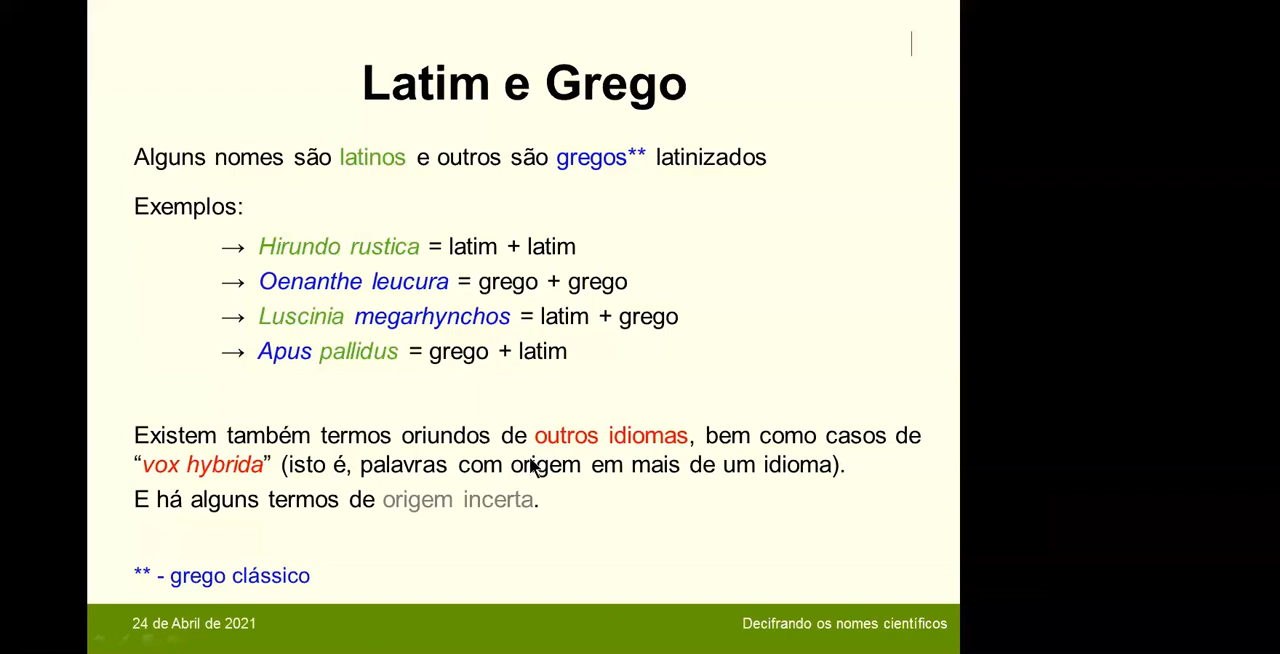 Latim e Grego
Alguns nomes são latinos e outros são gregos** latinizados
Exemplos:
→ Hirundo rustica = latim + latim
→ Oenanthe leucura = grego + grego
→ Luscinia megarhynchos = latim + grego
→ Apus pallidus = grego + latim
Existem também termos oriundos de outros idiomas, bem como casos de
“vox hybrida” (isto é, palavras com origem em mais de um idioma).
E há alguns termos de origem incerta.
** - grego clássico
24 de Abril de 2021 Decifrando os nomes científicos